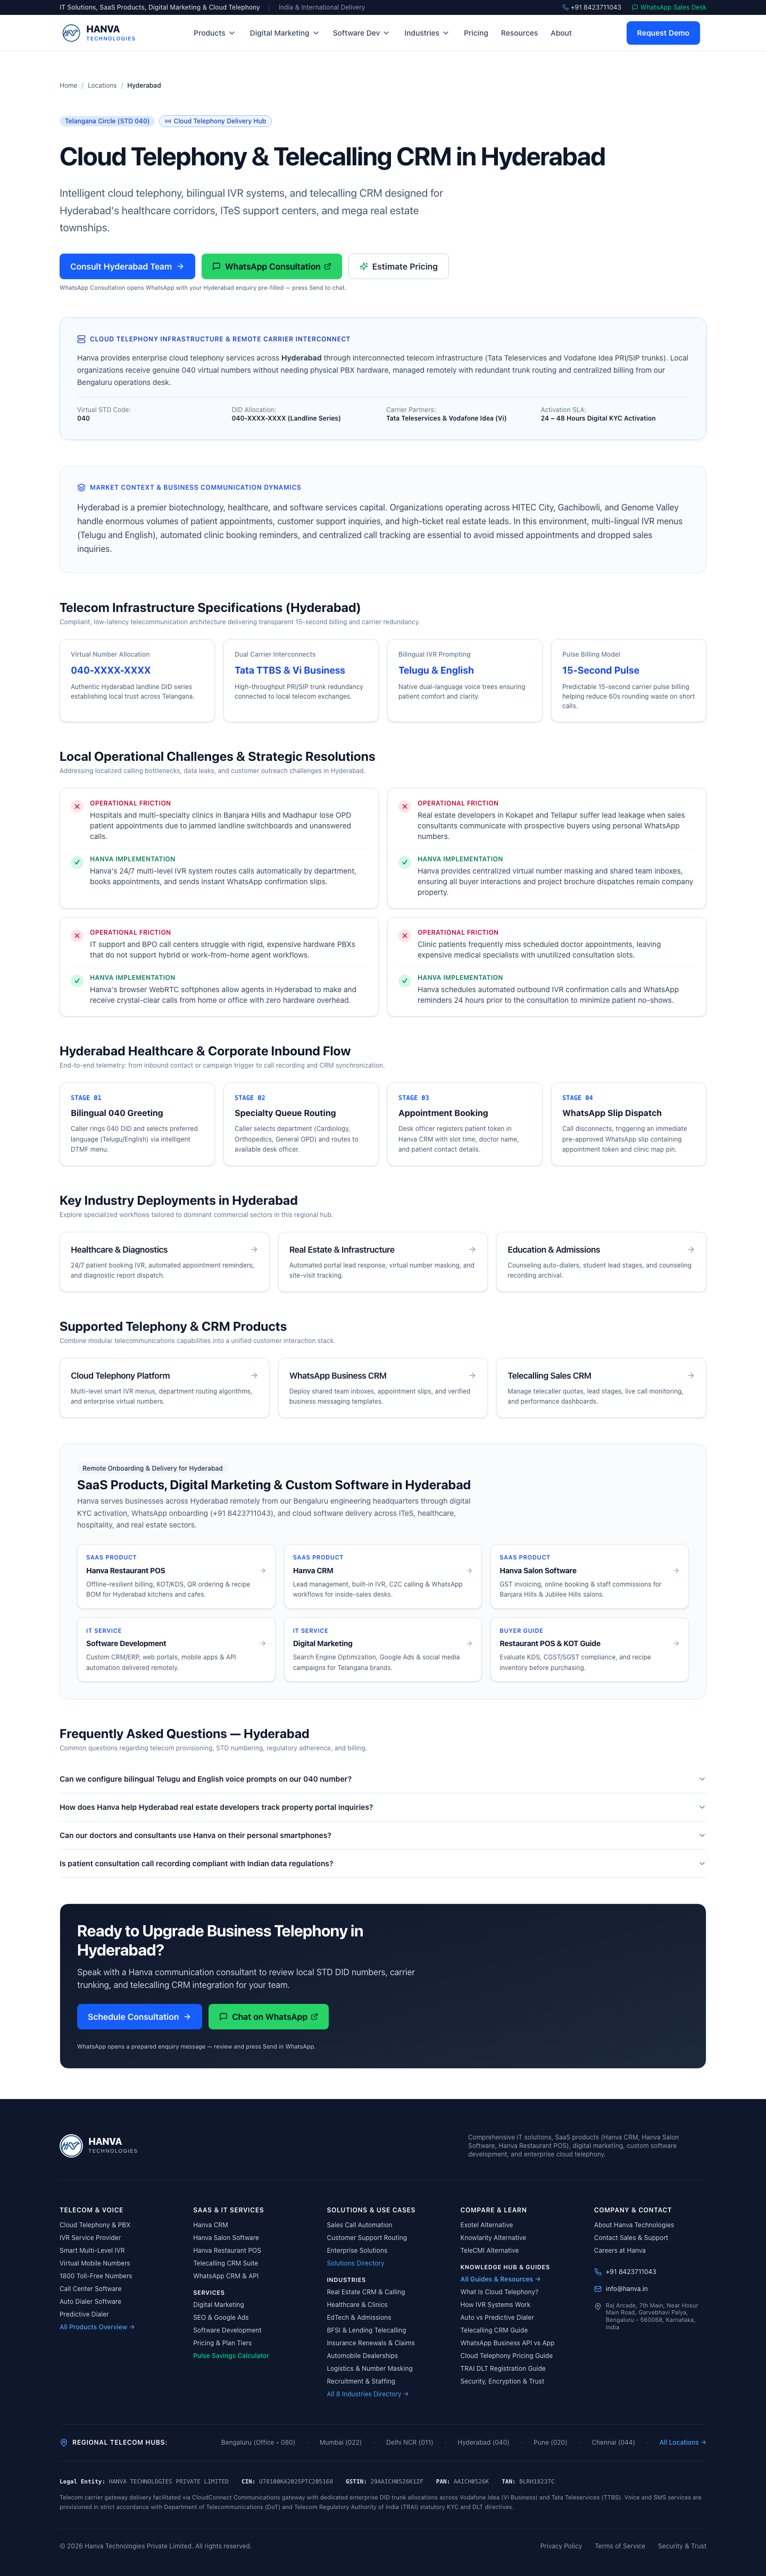 IT Solutions, SaaS Products, Digital Marketing & Cloud Telephony | India & International Delivery
+91 8423711043 WhatsApp Sales Desk
HANVA
TECHNOLOGIES
Products Digital Marketing Software Dev Industries Pricing Resources About Request Demo
Home / Locations / Hyderabad
Telangana Circle (STD 040) Cloud Telephony Delivery Hub
Cloud Telephony & Telecalling CRM in Hyderabad
Intelligent cloud telephony, bilingual IVR systems, and telecalling CRM designed for
Hyderabad's healthcare corridors, ITeS support centers, and mega real estate
townships.
Consult Hyderabad Team → WhatsApp Consultation Estimate Pricing
WhatsApp Consultation opens WhatsApp with your Hyderabad enquiry pre-filled — press Send to chat.
CLOUD TELEPHONY INFRASTRUCTURE & REMOTE CARRIER INTERCONNECT
Hanva provides enterprise cloud telephony services across Hyderabad through interconnected telecom infrastructure (Tata Teleservices and Vodafone Idea PRI/SIP trunks). Local
organizations receive genuine 040 virtual numbers without needing physical PBX hardware, managed remotely with redundant trunk routing and centralized billing from our
Bengaluru operations desk.
Virtual STD Code:
040
DID Allocation:
040-XXXX-XXXX (Landline Series)
Carrier Partners:
Tata Teleservices & Vodafone Idea (Vi)
Activation SLA:
24 – 48 Hours Digital KYC Activation
MARKET CONTEXT & BUSINESS COMMUNICATION DYNAMICS
Hyderabad is a premier biotechnology, healthcare, and software services capital. Organizations operating across HITEC City, Gachibowli, and Genome Valley
handle enormous volumes of patient appointments, customer support inquiries, and high-ticket real estate leads. In this environment, multi-lingual IVR menus
(Telugu and English), automated clinic booking reminders, and centralized call tracking are essential to avoid missed appointments and dropped sales
inquiries.
Telecom Infrastructure Specifications (Hyderabad)
Compliant, low-latency telecommunication architecture delivering transparent 15-second billing and carrier redundancy.
Virtual Number Allocation
040-XXXX-XXXX
Authentic Hyderabad landline DID series
establishing local trust across Telangana.
Dual Carrier Interconnects
Tata TTBS & Vi Business
High-throughput PRI/SIP trunk redundancy
connected to local telecom exchanges.
Bilingual IVR Prompting
Telugu & English
Native dual-language voice trees ensuring
patient comfort and clarity.
Pulse Billing Model
15-Second Pulse
Predictable 15-second carrier pulse billing
helping reduce 60s rounding waste on short
calls.
Local Operational Challenges & Strategic Resolutions
Addressing localized calling bottlenecks, data leaks, and customer outreach challenges in Hyderabad.
OPERATIONAL FRICTION
Hospitals and multi-specialty clinics in Banjara Hills and Madhapur lose OPD
patient appointments due to jammed landline switchboards and unanswered
calls.
HANVA IMPLEMENTATION
Hanva's 24/7 multi-level IVR system routes calls automatically by department,
books appointments, and sends instant WhatsApp confirmation slips.
OPERATIONAL FRICTION
Real estate developers in Kokapet and Tellapur suffer lead leakage when sales
consultants communicate with prospective buyers using personal WhatsApp
numbers.
HANVA IMPLEMENTATION
Hanva provides centralized virtual number masking and shared team inboxes,
ensuring all buyer interactions and project brochure dispatches remain company
property.
OPERATIONAL FRICTION
IT support and BPO call centers struggle with rigid, expensive hardware PBXs
that do not support hybrid or work-from-home agent workflows.
HANVA IMPLEMENTATION
Hanva's browser WebRTC softphones allow agents in Hyderabad to make and
receive crystal-clear calls from home or office with zero hardware overhead.
OPERATIONAL FRICTION
Clinic patients frequently miss scheduled doctor appointments, leaving
expensive medical specialists with unutilized consultation slots.
HANVA IMPLEMENTATION
Hanva schedules automated outbound IVR confirmation calls and WhatsApp
reminders 24 hours prior to the consultation to minimize patient no-shows.
Hyderabad Healthcare & Corporate Inbound Flow
End-to-end telemetry: from inbound contact or campaign trigger to call recording and CRM synchronization.
STAGE 01
Bilingual 040 Greeting
Caller rings 040 DID and selects preferred
language (Telugu/English) via intelligent
DTMF menu.
STAGE 02
Specialty Queue Routing
Caller selects department (Cardiology,
Orthopedics, General OPD) and routes to
available desk officer.
STAGE 03
Appointment Booking
Desk officer registers patient token in
Hanva CRM with slot time, doctor name,
and patient contact details.
STAGE 04
WhatsApp Slip Dispatch
Call disconnects, triggering an immediate
pre-approved WhatsApp slip containing
appointment token and clinic map pin.
Key Industry Deployments in Hyderabad
Explore specialized workflows tailored to dominant commercial sectors in this regional hub.
Healthcare & Diagnostics →
24/7 patient booking IVR, automated appointment reminders,
and diagnostic report dispatch.
Real Estate & Infrastructure →
Automated portal lead response, virtual number masking, and
site-visit tracking.
Education & Admissions →
Counseling auto-dialers, student lead stages, and counseling
recording archival.
Supported Telephony & CRM Products
Combine modular telecommunications capabilities into a unified customer interaction stack.
Cloud Telephony Platform →
Multi-level smart IVR menus, department routing algorithms,
and enterprise virtual numbers.
WhatsApp Business CRM →
Deploy shared team inboxes, appointment slips, and verified
business messaging templates.
Telecalling Sales CRM →
Manage telecaller quotas, lead stages, live call monitoring,
and performance dashboards.
Remote Onboarding & Delivery for Hyderabad
SaaS Products, Digital Marketing & Custom Software in Hyderabad
Hanva serves businesses across Hyderabad remotely from our Bengaluru engineering headquarters through digital
KYC activation, WhatsApp onboarding (+91 8423711043), and cloud software delivery across ITeS, healthcare,
hospitality, and real estate sectors.
SAAS PRODUCT
Hanva Restaurant POS →
Offline-resilient billing, KOT/KDS, QR ordering & recipe
BOM for Hyderabad kitchens and cafes.
SAAS PRODUCT
Hanva CRM →
Lead management, built-in IVR, C2C calling & WhatsApp
workflows for inside-sales desks.
SAAS PRODUCT
Hanva Salon Software →
GST invoicing, online booking & staff commissions for
Banjara Hills & Jubilee Hills salons.
IT SERVICE
Software Development →
Custom CRM/ERP, web portals, mobile apps & API
automation delivered remotely.
IT SERVICE
Digital Marketing →
Search Engine Optimization, Google Ads & social media
campaigns for Telangana brands.
BUYER GUIDE
Restaurant POS & KOT Guide →
Evaluate KDS, CGST/SGST compliance, and recipe
inventory before purchasing.
Frequently Asked Questions — Hyderabad
Common questions regarding telecom provisioning, STD numbering, regulatory adherence, and billing.
Can we configure bilingual Telugu and English voice prompts on our 040 number?
How does Hanva help Hyderabad real estate developers track property portal inquiries?
Can our doctors and consultants use Hanva on their personal smartphones?
Is patient consultation call recording compliant with Indian data regulations?
Ready to Upgrade Business Telephony in
Hyderabad?
Speak with a Hanva communication consultant to review local STD DID numbers, carrier
trunking, and telecalling CRM integration for your team.
Schedule Consultation → Chat on WhatsApp
WhatsApp opens a prepared enquiry message — review and press Send in WhatsApp.
HANVA
TECHNOLOGIES
Comprehensive IT solutions, SaaS products (Hanva CRM, Hanva Salon
Software, Hanva Restaurant POS), digital marketing, custom software
development, and enterprise cloud telephony.
TELECOM & VOICE
Cloud Telephony & PBX
IVR Service Provider
Smart Multi-Level IVR
Virtual Mobile Numbers
1800 Toll-Free Numbers
Call Center Software
Auto Dialer Software
Predictive Dialer
All Products Overview →
SAAS & IT SERVICES
Hanva CRM
Hanva Salon Software
Hanva Restaurant POS
Telecalling CRM Suite
WhatsApp CRM & API
SERVICES
Digital Marketing
SEO & Google Ads
Software Development
Pricing & Plan Tiers
Pulse Savings Calculator
SOLUTIONS & USE CASES
Sales Call Automation
Customer Support Routing
Enterprise Solutions
Solutions Directory
INDUSTRIES
Real Estate CRM & Calling
Healthcare & Clinics
EdTech & Admissions
BFSI & Lending Telecalling
Insurance Renewals & Claims
Automobile Dealerships
Logistics & Number Masking
Recruitment & Staffing
All 8 Industries Directory →
COMPARE & LEARN
Exotel Alternative
Knowlarity Alternative
TeleCMI Alternative
KNOWLEDGE HUB & GUIDES
All Guides & Resources →
What Is Cloud Telephony?
How IVR Systems Work
Auto vs Predictive Dialer
Telecalling CRM Guide
WhatsApp Business API vs App
Cloud Telephony Pricing Guide
TRAI DLT Registration Guide
Security, Encryption & Trust
COMPANY & CONTACT
About Hanva Technologies
Contact Sales & Support
Careers at Hanva
+91 8423711043
info@hanva.in
Raj Arcade, 7th Main, Near Hosur
Main Road, Garvebhavi Palya,
Bengaluru - 560068, Karnataka,
India
REGIONAL TELECOM HUBS:
Bengaluru (Office • 080) · Mumbai (022) · Delhi NCR (011) · Hyderabad (040) · Pune (020) · Chennai (044) · All Locations →
Legal Entity: HANVA TECHNOLOGIES PRIVATE LIMITED CIN: U78100KA2025PTC205168 GSTIN: 29AAICH8526K1ZF PAN: AAICH8526K TAN: BLRH18237C
Telecom carrier gateway delivery facilitated via CloudConnect Communications gateway with dedicated enterprise DID trunk allocations across Vodafone Idea (Vi Business) and Tata Teleservices (TTBS). Voice and SMS services are
provisioned in strict accordance with Department of Telecommunications (DoT) and Telecom Regulatory Authority of India (TRAI) statutory KYC and DLT directives.
© 2026 Hanva Technologies Private Limited. All rights reserved.
Privacy Policy Terms of Service Security & Trust